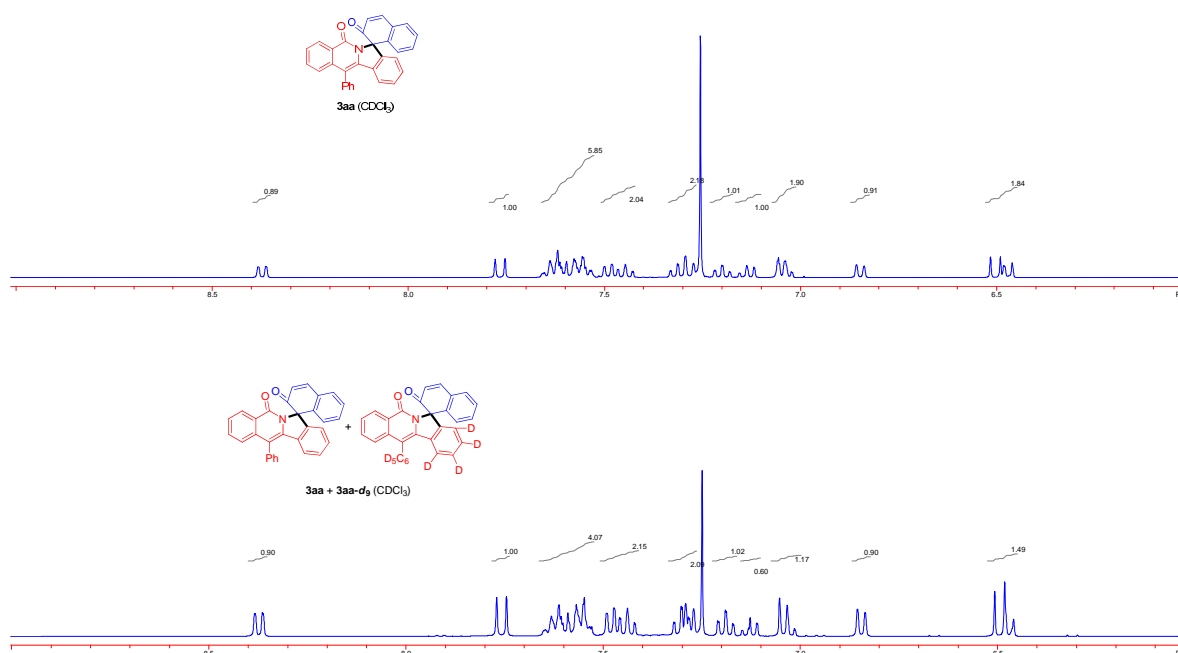 O
O
N
Ph
3aa (CDCl3)
5.85
0.89
1.00
2.04
2.18
1.01
1.00
1.90
0.91
1.84
8.5
8.0
7.5
7.0
6.5
O
O
N
Ph
+
O
O
N
D
D
D
D
D5C6
3aa + 3aa-d9 (CDCl3)
0.90
1.00
4.07
2.15
2.09
1.02
0.60
1.17
0.90
1.49